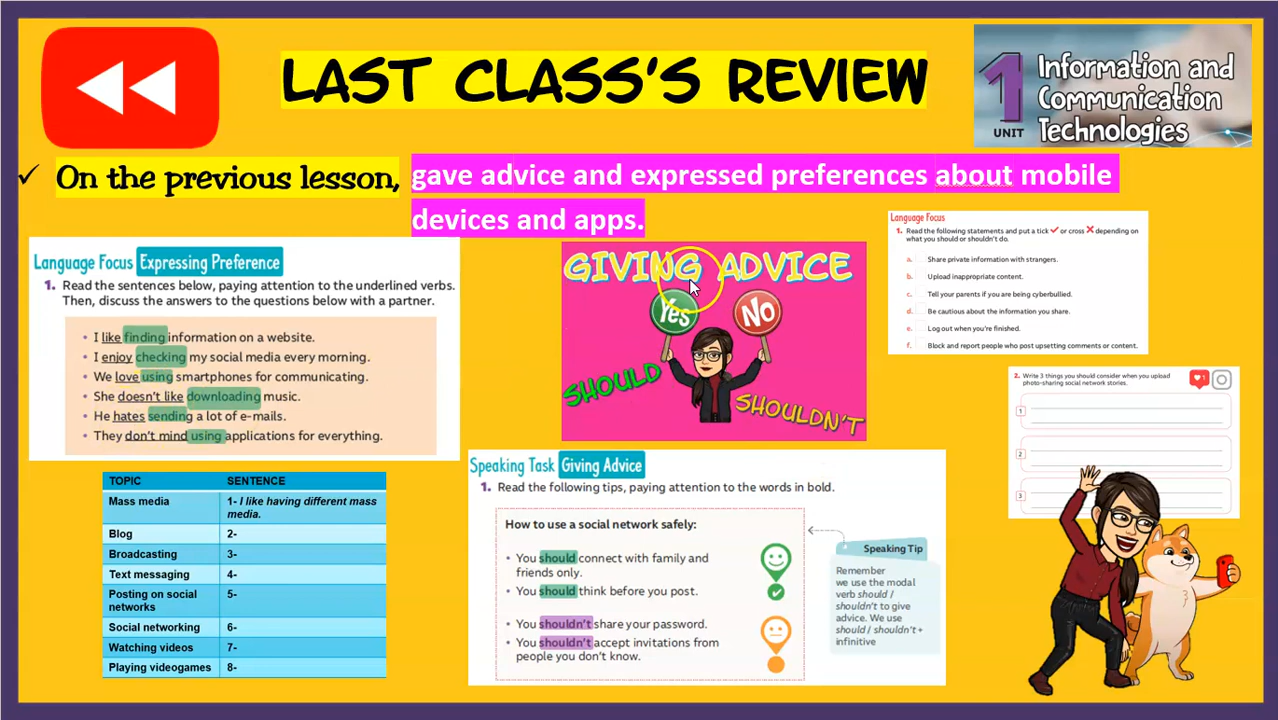 LAST CLASS'S REVIEW
1
UNIT
Information and
Communication
Technologies
✓ On the previous lesson, gave advice and expressed preferences about mobile
devices and apps.
Language Focus Expressing Preference
1. Read the sentences below, paying attention to the underlined verbs.
Then, discuss the answers to the questions below with a partner.
• I like finding information on a website.
• I enjoy checking my social media every morning.
• We love using smartphones for communicating.
• She doesn't like downloading music.
• He hates sending a lot of e-mails.
• They don't mind using applications for everything.
TOPIC SENTENCE
Mass media 1- I like having different mass
media.
Blog 2-
Broadcasting 3-
Text messaging 4-
Posting on social 5-
networks
Social networking 6-
Watching videos 7-
Playing videogames 8-
GIVING ADVICE
Yes No
SHOULD
SHOULDN'T
Speaking Task Giving Advice
1. Read the following tips, paying attention to the words in bold.
How to use a social network safely:
• You should connect with family and
friends only.
• You should think before you post.
• You shouldn't share your password.
• You shouldn't accept invitations from
people you don't know.
Speaking Tip
Remember
we use the modal
verb should /
shouldn't to give
advice. We use
should / shouldn't +
infinitive
Language Focus
1. Read the following statements and put a tick ✓ or cross ✗ depending on
what you should or shouldn't do.
a. Share private information with strangers.
b. Upload inappropriate content.
c. Tell your parents if you are being cyberbullied.
d. Be cautious about the information you share.
e. Log out when you're finished.
f. Block and report people who post upsetting comments or content.
2. Write 3 things you should consider when you upload
photo-sharing social network stories.
1
2
3